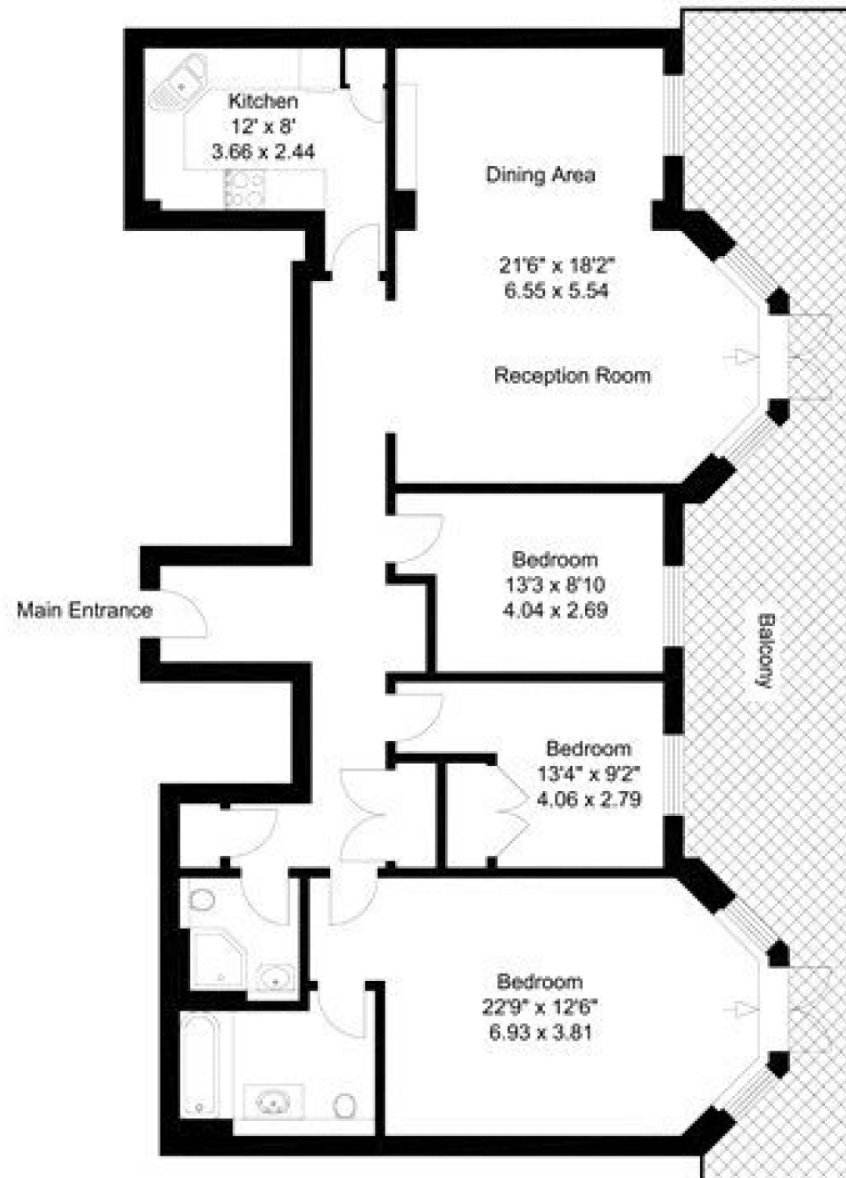 Kitchen
12' x 8'
3.66 x 2.44
Dining Area
21'6" x 18'2"
6.55 x 5.54
Reception Room
Bedroom
13'3 x 8'10
4.04 x 2.69
Main Entrance
Balcony
Bedroom
13'4" x 9'2"
4.06 x 2.79
Bedroom
22'9" x 12'6"
6.93 x 3.81